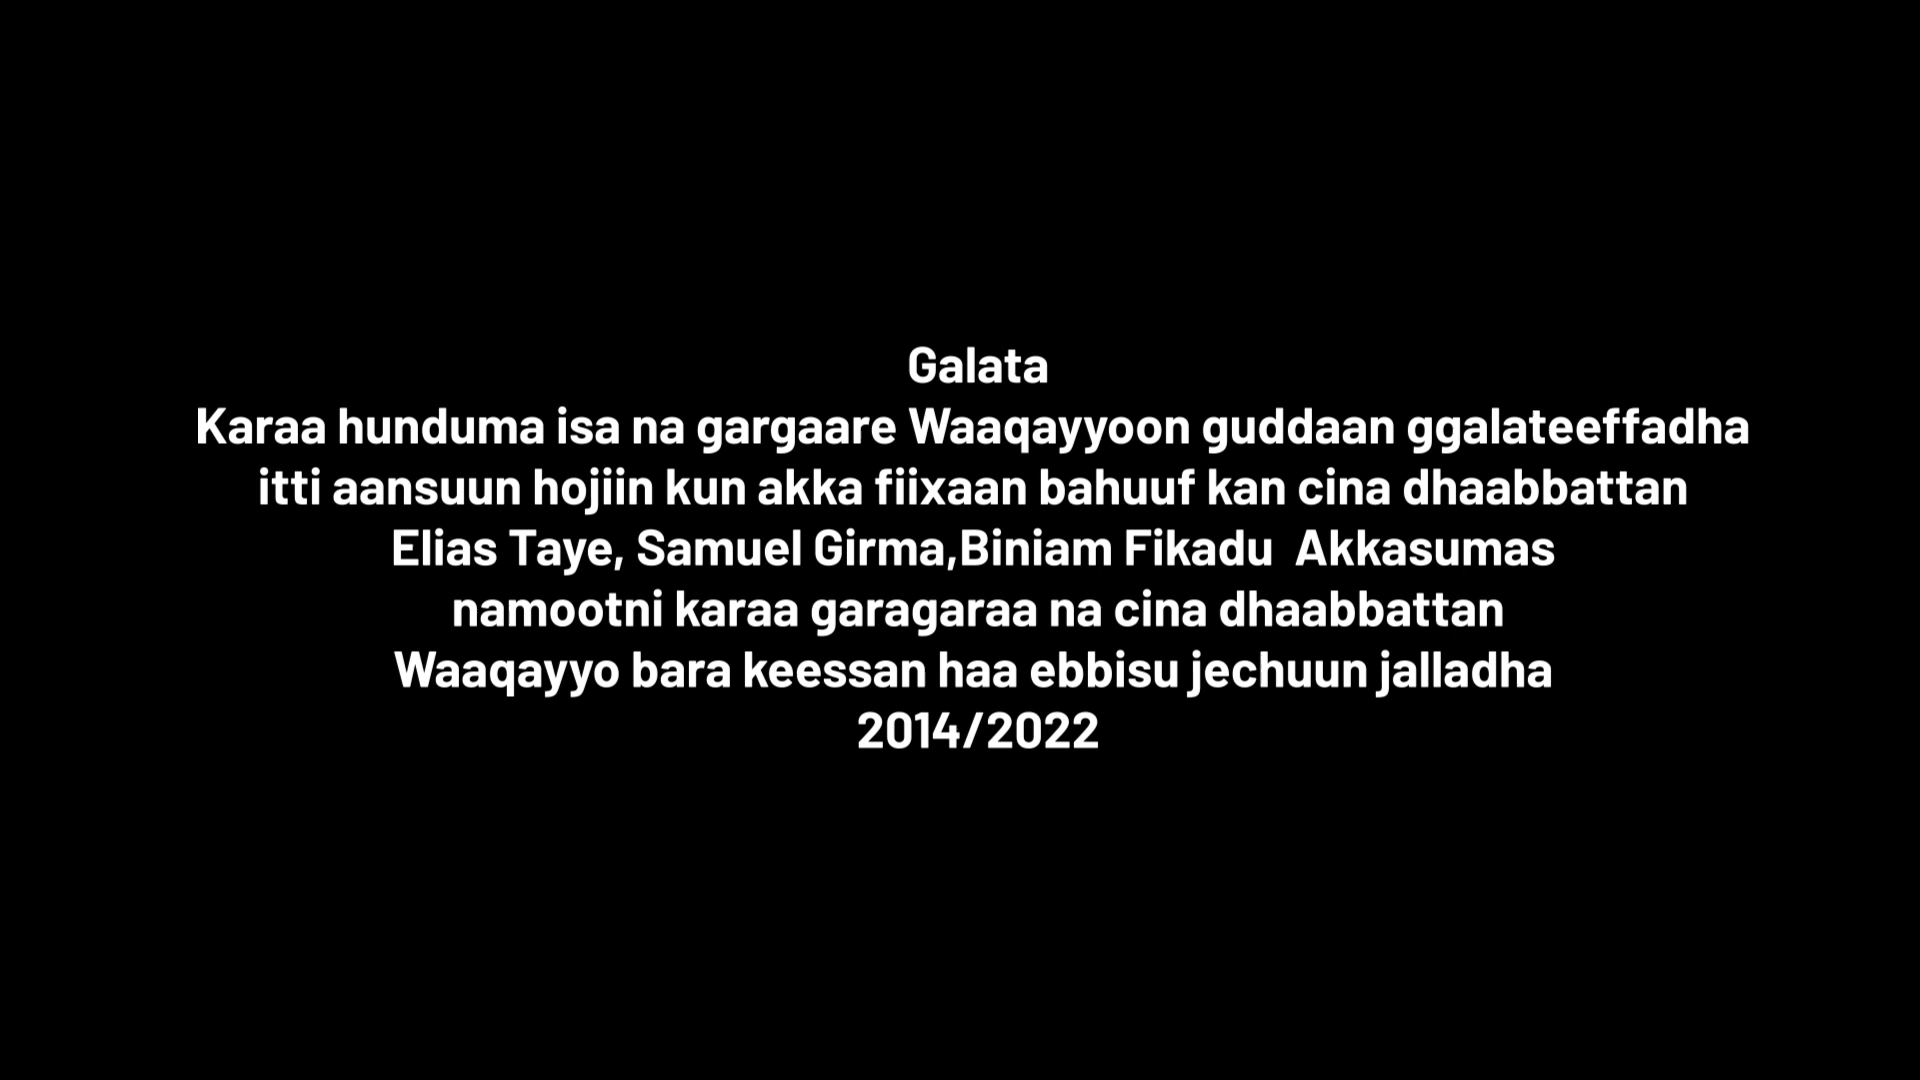 Galata
Karaa hunduma isa na gargaare Waaqayyoon guddaan ggalateeffadha
itti aansuun hojiin kun akka fiixaan bahuuf kan cina dhaabbattan
Elias Taye, Samuel Girma,Biniam Fikadu  Akkasumas
namootni karaa garagaraa na cina dhaabbattan
Waaqayyo bara keessan haa ebbisu jechuun jalladha
2014/2022